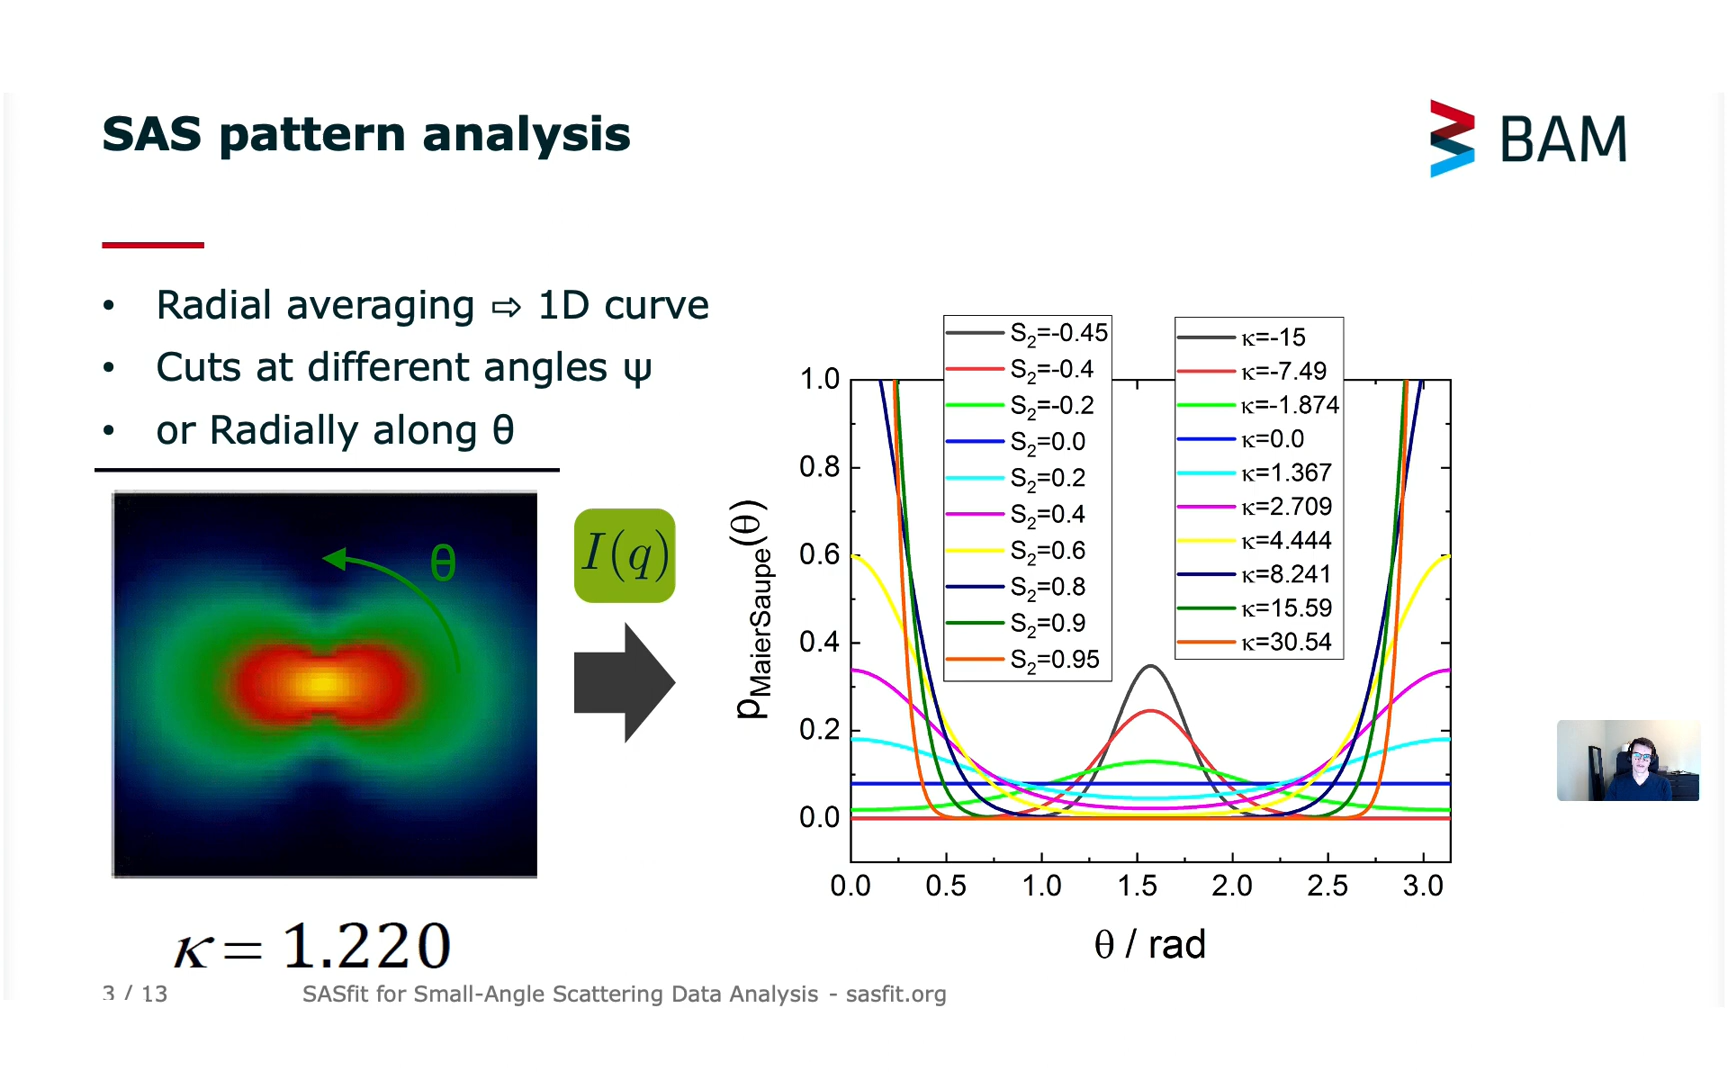 SAS pattern analysis
BAM
• Radial averaging ⇨ 1D curve
• Cuts at different angles ψ
• or Radially along θ
θ
I(q)
κ = 1.220
pMaierSaupe(θ)
1.0
0.8
0.6
0.4
0.2
0.0
S2=-0.45
S2=-0.4
S2=-0.2
S2=0.0
S2=0.2
S2=0.4
S2=0.6
S2=0.8
S2=0.9
S2=0.95
κ=-15
κ=-7.49
κ=-1.874
κ=0.0
κ=1.367
κ=2.709
κ=4.444
κ=8.241
κ=15.59
κ=30.54
0.0 0.5 1.0 1.5 2.0 2.5 3.0
θ / rad
3 / 13
SASfit for Small-Angle Scattering Data Analysis - sasfit.org